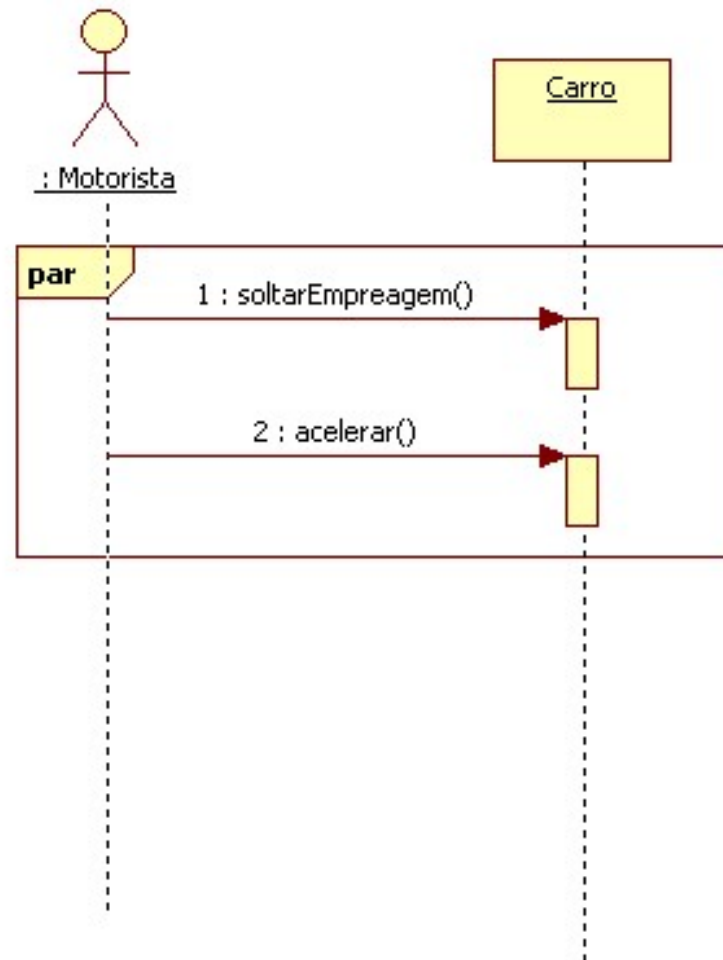 Carro
: Motorista
par
1 : soltarEmpreagem()
2 : acelerar()